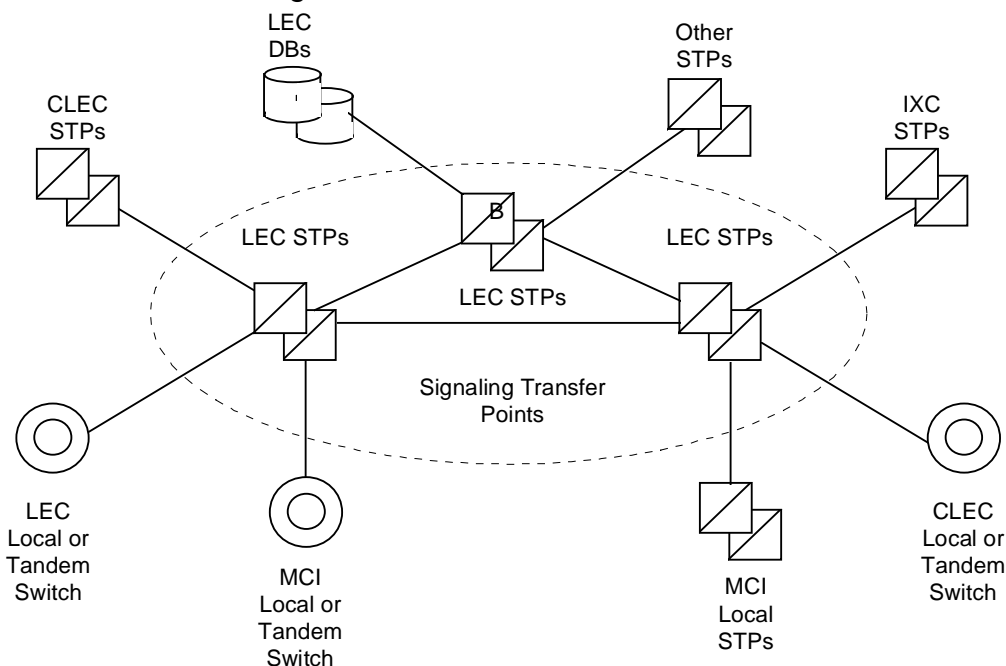 LEC
DBs
Other
STPs
CLEC
STPs
IXC
STPs
B
LEC STPs
LEC STPs
LEC STPs
Signaling Transfer
Points
LEC
Local or
Tandem
Switch
MCI
Local or
Tandem
Switch
MCI
Local
STPs
CLEC
Local or
Tandem
Switch